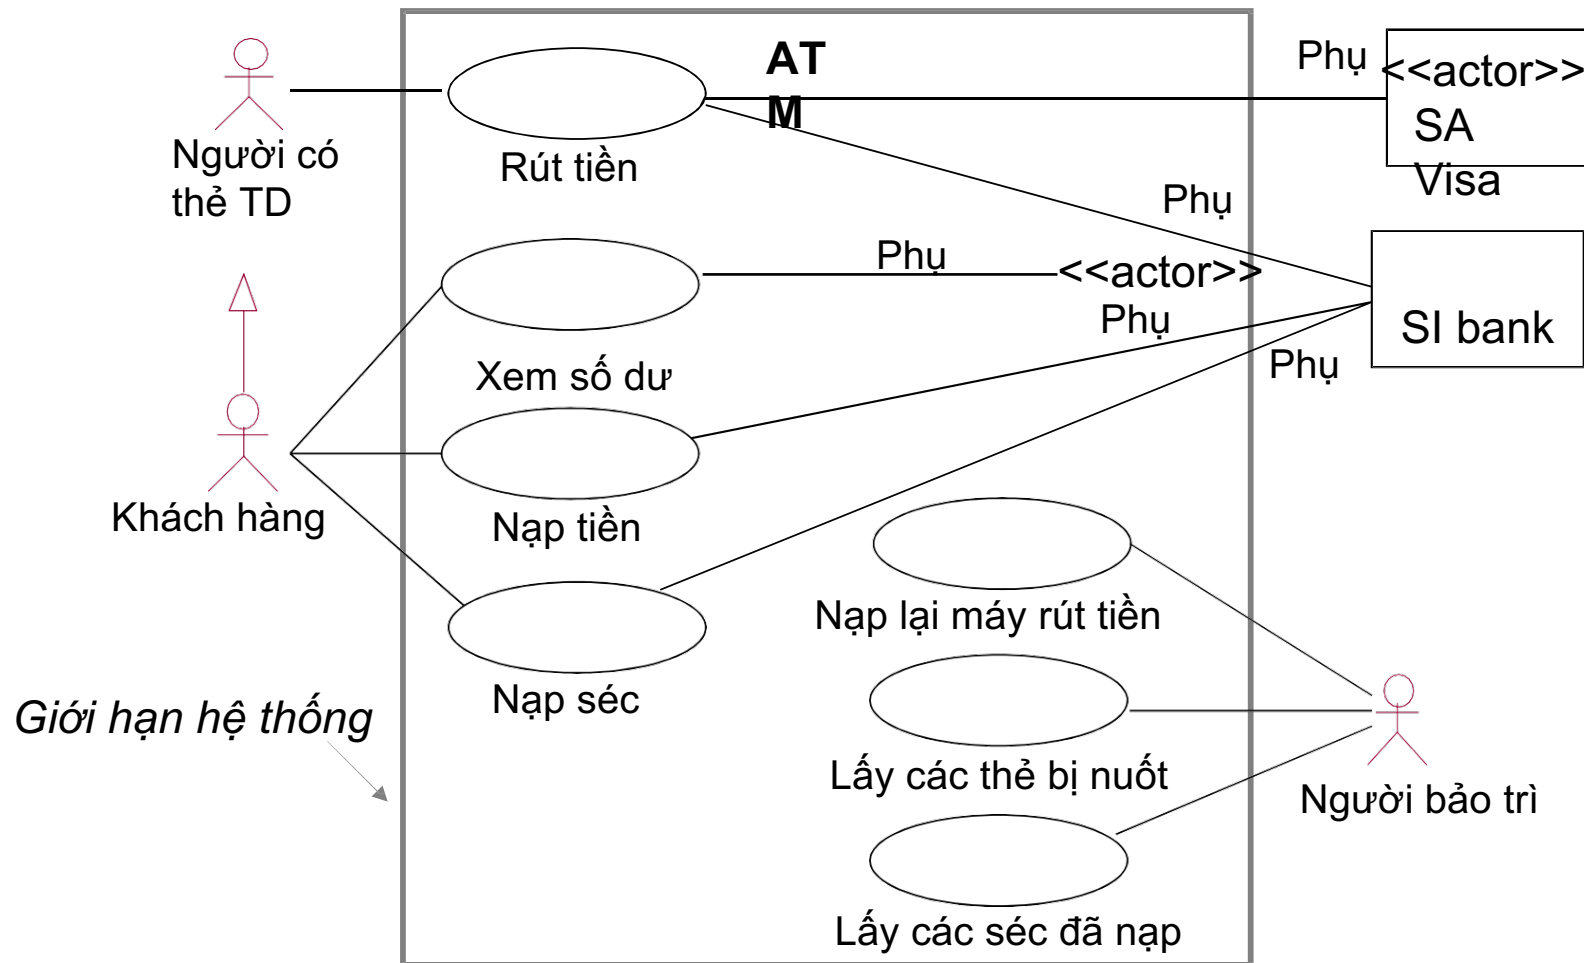 AT
M
Phụ
<<actor>>
SA
Visa
Người có
thẻ TD
Rút tiền
Phụ
Phụ
<<actor>>
Phụ
SI bank
Phụ
Xem số dư
Khách hàng
Nạp tiền
Nạp lại máy rút tiền
Nạp séc
Giới hạn hệ thống
Lấy các thẻ bị nuốt
Người bảo trì
Lấy các séc đã nạp